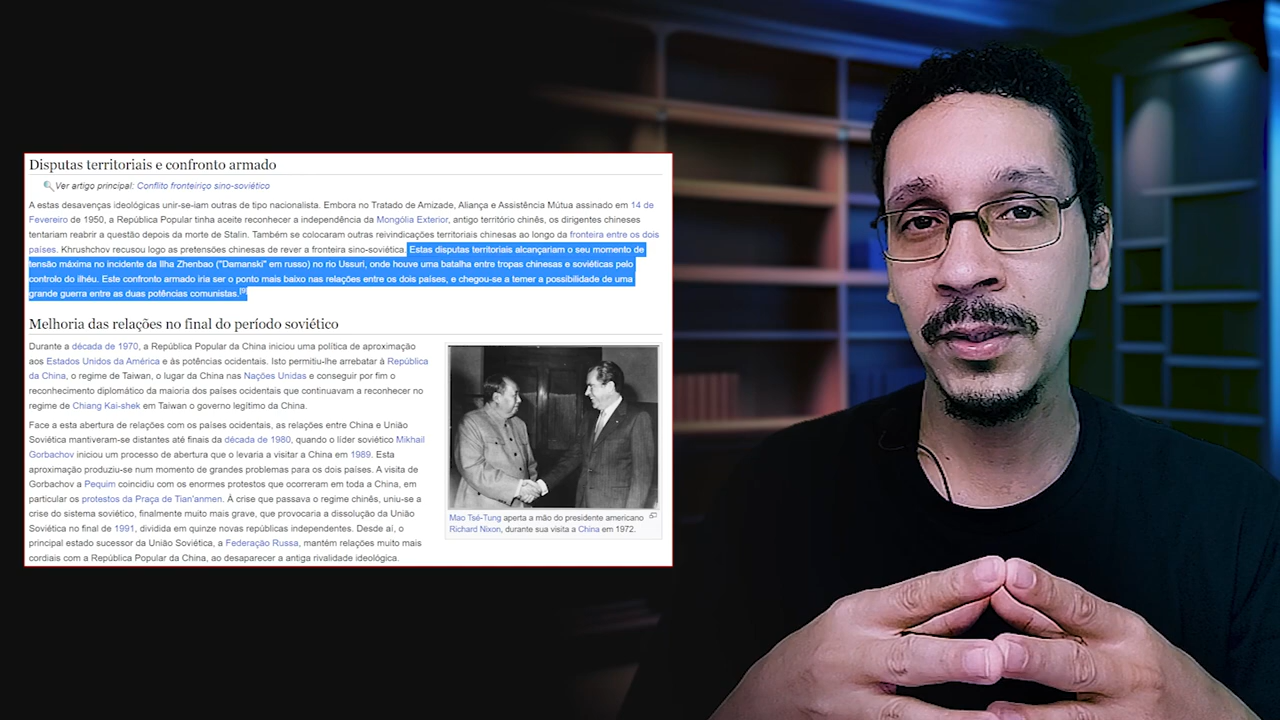 Disputas territoriais e confronto armado
Ver artigo principal: Conflito fronteiriço sino-soviético
A estas desavenças ideológicas unir-se-iam outras de tipo nacionalista. Embora no Tratado de Amizade, Aliança e Assistência Mútua assinado em 14 de
Fevereiro de 1950, a República Popular tinha aceite reconhecer a independência da Mongólia Exterior, antigo território chinês, os dirigentes chineses
tentariam reabrir a questão depois da morte de Stalin. Também se colocaram outras reivindicações territoriais chinesas ao longo da fronteira entre os dois
países. Khrushchov recusou logo as pretensões chinesas de rever a fronteira sino-soviética. Estas disputas territoriais alcançariam o seu momento de
tensão máxima no incidente da Ilha Zhenbao ("Damanski" em russo) no rio Ussuri, onde houve uma batalha entre tropas chinesas e soviéticas pelo
controlo do ilhéu. Este confronto armado iria ser o ponto mais baixo nas relações entre os dois países, e chegou-se a temer a possibilidade de uma
grande guerra entre as duas potências comunistas.[9]
Melhoria das relações no final do período soviético
Durante a década de 1970, a República Popular da China iniciou uma política de aproximação
aos Estados Unidos da América e às potências ocidentais. Isto permitiu-lhe arrebatar à República
da China, o regime de Taiwan, o lugar da China nas Nações Unidas e conseguir por fim o
reconhecimento diplomático da maioria dos países ocidentais que continuavam a reconhecer no
regime de Chiang Kai-shek em Taiwan o governo legítimo da China.
Face a esta abertura de relações com os países ocidentais, as relações entre China e União
Soviética mantiveram-se distantes até finais da década de 1980, quando o líder soviético Mikhail
Gorbachov iniciou um processo de abertura que o levaria a visitar a China em 1989. Esta
aproximação produziu-se num momento de grandes problemas para os dois países. A visita de
Gorbachov a Pequim coincidiu com os enormes protestos que ocorreram em toda a China, em
particular os protestos da Praça de Tian'anmen. À crise que passava o regime chinês, uniu-se a
crise do sistema soviético, finalmente muito mais grave, que provocaria a dissolução da União
Soviética no final de 1991, dividida em quinze novas repúblicas independentes. Desde aí, o
principal estado sucessor da União Soviética, a Federação Russa, mantém relações muito mais
cordiais com a República Popular da China, ao desaparecer a antiga rivalidade ideológica.
Mao Tsé-Tung aperta a mão do presidente americano
Richard Nixon, durante sua visita a China em 1972.